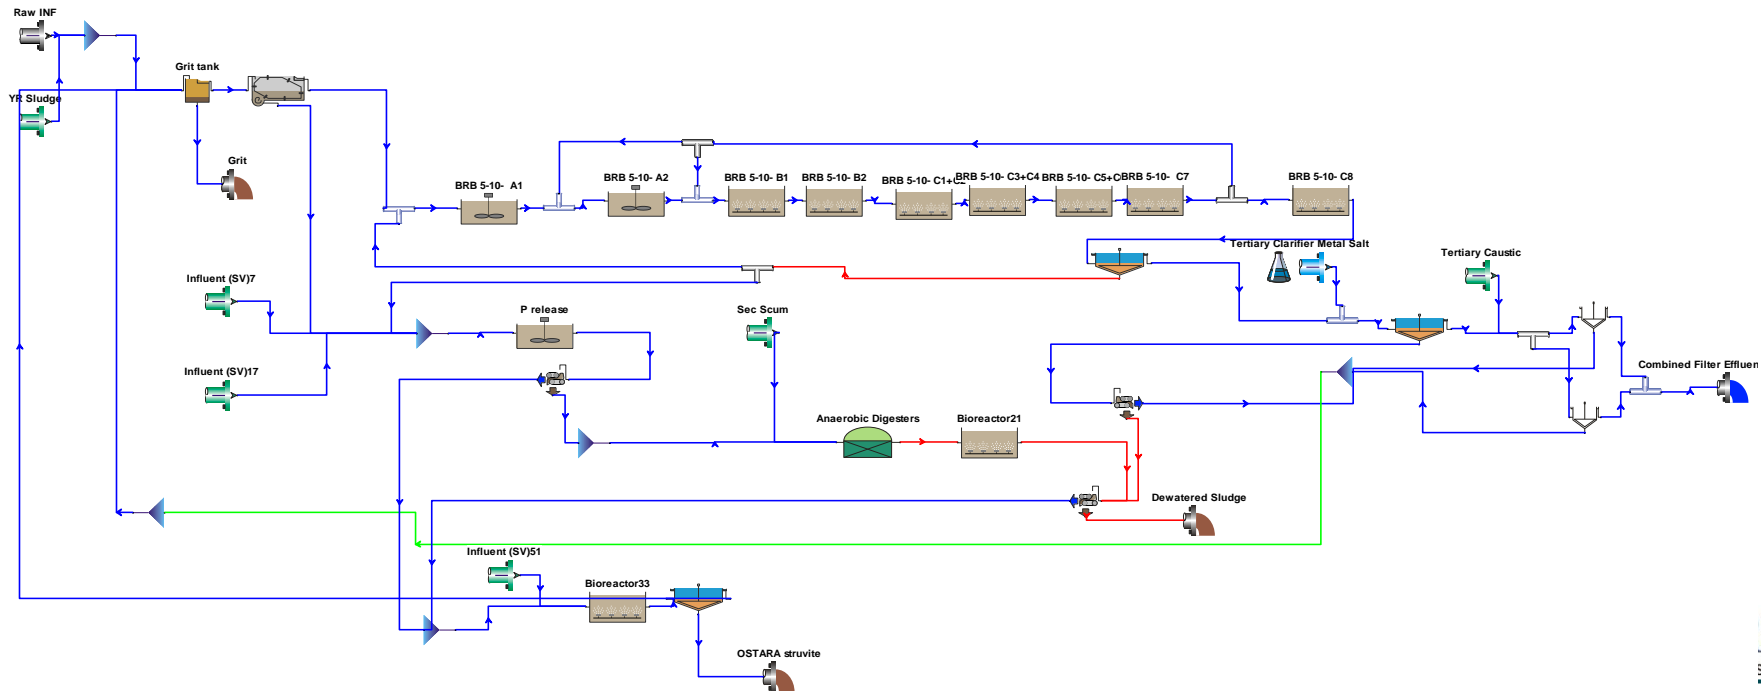 Raw INF
Grit tank
YR Sludge
Grit
BRB 5-10- A1
BRB 5-10- A2
BRB 5-10- B1
BRB 5-10- B2
BRB 5-10- C1+C2
BRB 5-10- C3+C4
BRB 5-10- C5+C
BRB 5-10- C7
BRB 5-10- C8
Tertiary Clarifier Metal Salt
Tertiary Caustic
Influent (SV)7
P release
Sec Scum
Influent (SV)17
Combined Filter Effluen
Anaerobic Digesters
Bioreactor21
Dewatered Sludge
Influent (SV)51
Bioreactor33
OSTARA struvite